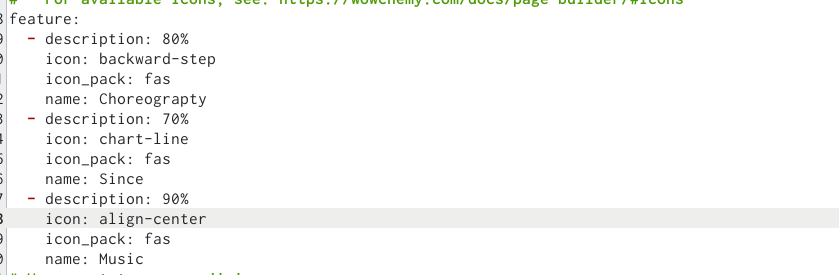 # For available icons, see: https://wowchemy.com/docs/page-builder/#icons
feature:
- description: 80%
icon: backward-step
icon_pack: fas
name: Choreograpty
- description: 70%
icon: chart-line
icon_pack: fas
name: Since
- description: 90%
icon: align-center
icon_pack: fas
name: Music